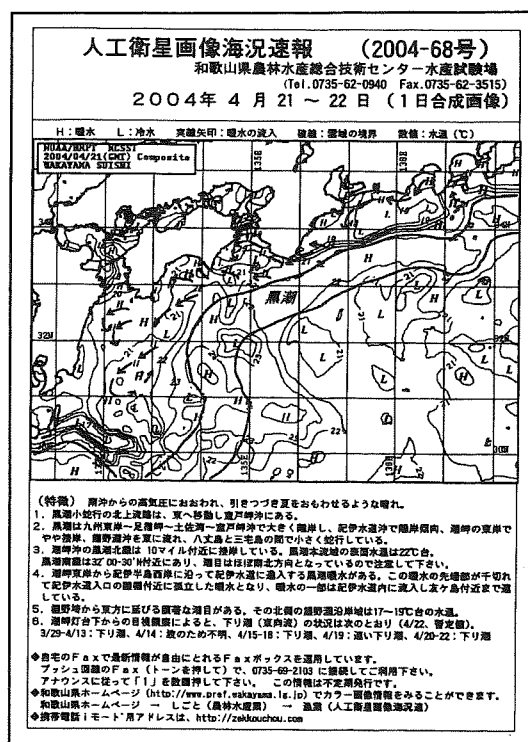 人工衛星画像海況速報　（2004-68号）
和歌山県農林水産総合技術センター水産試験場
(Tel.0735-62-0940 Fax.0735-62-3515)
2004年 4月 21～22日（1日合成画像）
H：暖水　L：冷水　実線矢印：暖水の流入　破線：雲域の境界　数値：水温（℃）
NOAA/HRPT MCSST
2004/04/21(GMT) Composite
WAKAYAMA SUISHI
135E
138E
34N
黒潮
32N
30N
135E
138E
（特徴）　南沖からの高気圧におおわれ、引きつづき夏をおもわせるような晴れ。
1．黒潮小蛇行の北上流路は、東へ移動し室戸岬沖にある。
2．黒潮は九州東岸～足摺岬～土佐湾～室戸岬沖で大きく離岸し、紀伊水道沖で離岸傾向、潮岬の東岸で
やや接岸、熊野灘沖を東に流れ、八丈島と三宅島の間で小さく蛇行している。
3．潮岬沖の黒潮北縁は 10マイル付近に接岸している。黒潮本流域の表面水温は22℃台。
黒潮南縁は32°00-30'N付近にあり、潮目はほぼ南北方向となっているので注意して下さい。
4．潮岬東岸から紀伊半島西岸に沿って紀伊水道に進入する黒潮暖水がある。この暖水の先端部が千切れ
て紀伊水道入口の棚棚付近に孤立した暖水となり、暖水の一部は紀伊水道内に流入し友ヶ島付近まで達
している。
5．樫野埼から東方に延びる顕著な潮目がある。その北側の熊野灘沿岸域は17～19℃台の水温。
6．潮岬灯台下からの目視観察によると、下り潮（東向流）の状況は次のとおり（4/22、暫定値）。
3/29-4/13：下り潮、4/14：波のため不明、4/15-18：下り潮、4/19：速い下り潮、4/20-22：下り潮
◆自宅のＦａｘで最新情報が自由にとれるＦａｘボックスを運用しています。
プッシュ回線のＦａｘ（トーンを押して）で、0735-69-2103 に接続してご利用下さい。
アナウンスに従って「１」を数回押して下さい。　この情報は不定期発行です。
◆和歌山県ホームページ (http://www.pref.wakayama.lg.jp) でカラー画像情報をみることができます。
和歌山県ホームページ　→　しごと（農林水産業）　→　漁業（人工衛星画像海況速報）
◆携帯電話ｉモード用アドレスは、http://zekkouchou.com